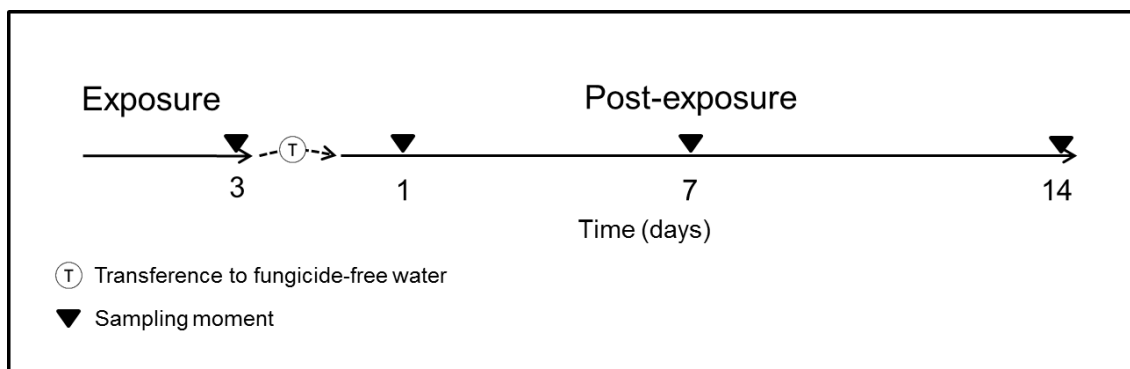 Exposure
Post-exposure
T
3
1
7
14
Time (days)
T Transference to fungicide-free water
Sampling moment